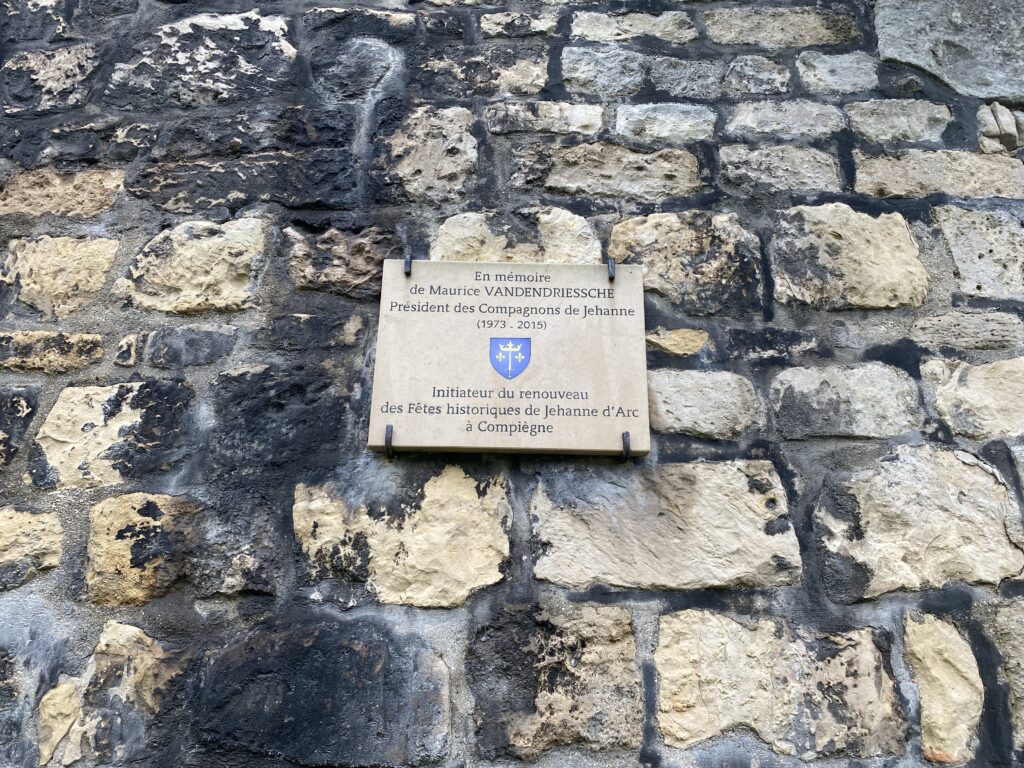 En mémoire
de Maurice VANDENDRIESSCHE
Président des Compagnons de Jehanne
(1973 - 2015)
Initiateur du renouveau
des Fêtes historiques de Jehanne d'Arc
à Compiègne